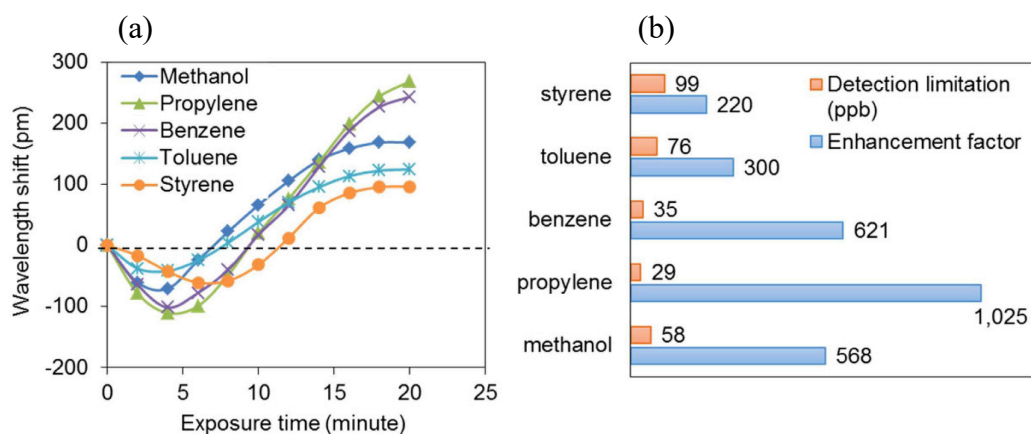 (a)
300
200
100
0
-100
-200
0 5 10 15 20 25
Wavelength shift (pm)
Exposure time (minute)
Methanol
Propylene
Benzene
Toluene
Styrene
(b)
styrene
99
220
toluene
76
300
benzene
35
621
propylene
29
1,025
methanol
58
568
Detection limitation
(ppb)
Enhancement factor